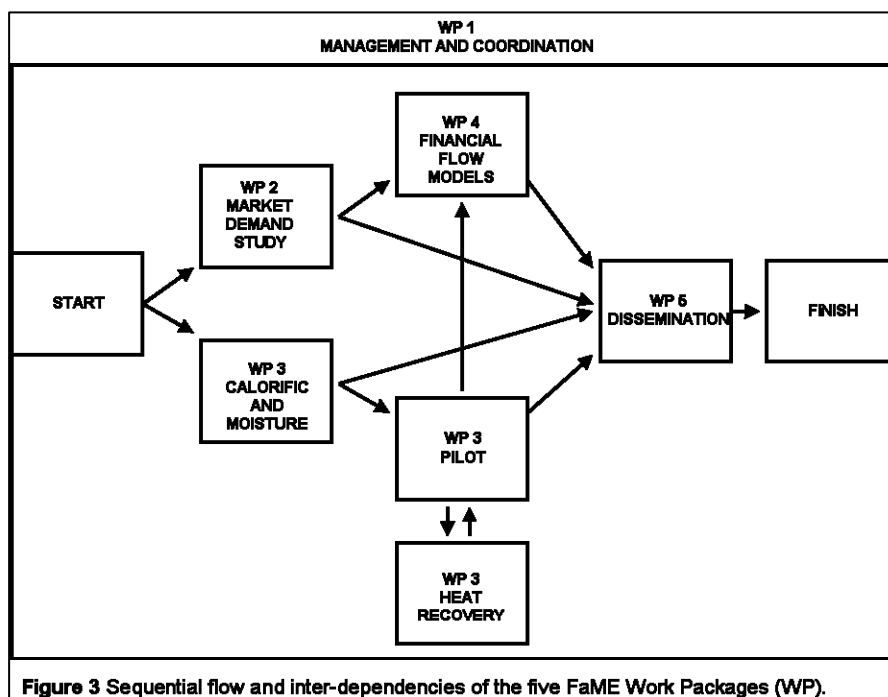 WP 1
MANAGEMENT AND COORDINATION
WP 4
FINANCIAL
FLOW
MODELS
WP 2
MARKET
DEMAND
STUDY
START
WP 5
DISSEMINATION
FINISH
WP 3
CALORIFIC
AND
MOISTURE
WP 3
PILOT
WP 3
HEAT
RECOVERY
Figure 3 Sequential flow and inter-dependencies of the five FaME Work Packages (WP).